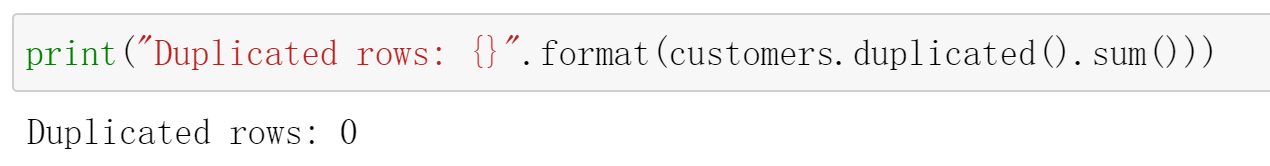 print("Duplicated rows: {}".format(customers.duplicated().sum()))
Duplicated rows: 0